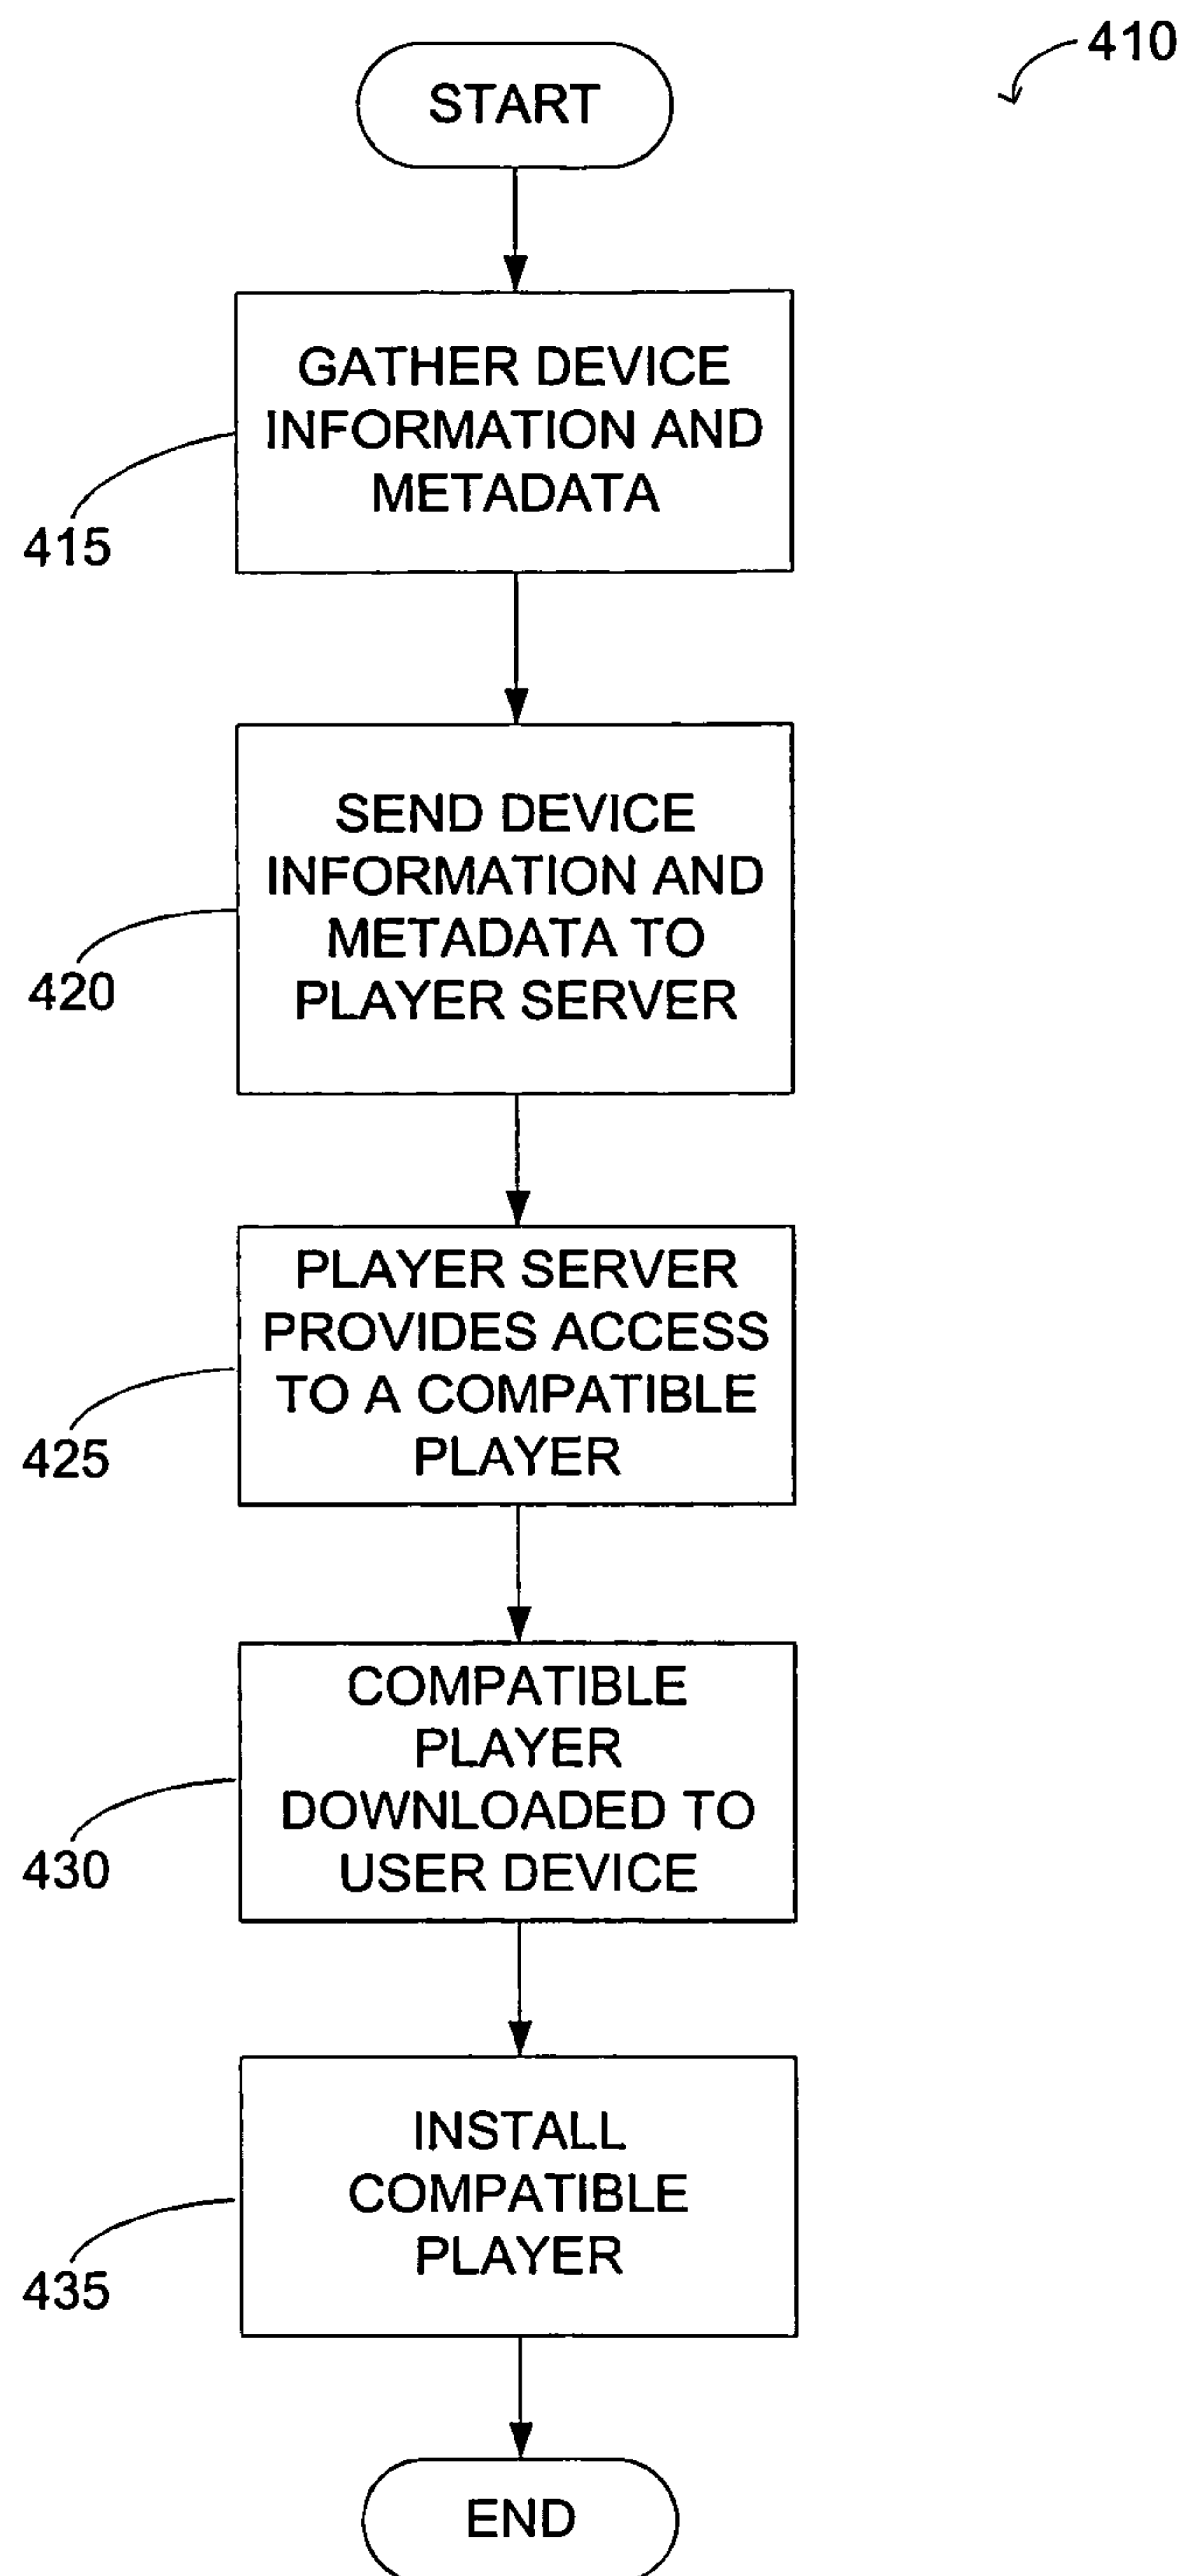 410
START
GATHER DEVICE
INFORMATION AND
METADATA
415
SEND DEVICE
INFORMATION AND
METADATA TO
PLAYER SERVER
420
PLAYER SERVER
PROVIDES ACCESS
TO A COMPATIBLE
PLAYER
425
COMPATIBLE
PLAYER
DOWNLOADED TO
USER DEVICE
430
INSTALL
COMPATIBLE
PLAYER
435
END